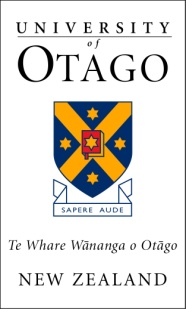 UNIVERSITY
of
OTAGO
SAPERE AUDE
Te Whare Wānanga o Otāgo
NEW ZEALAND